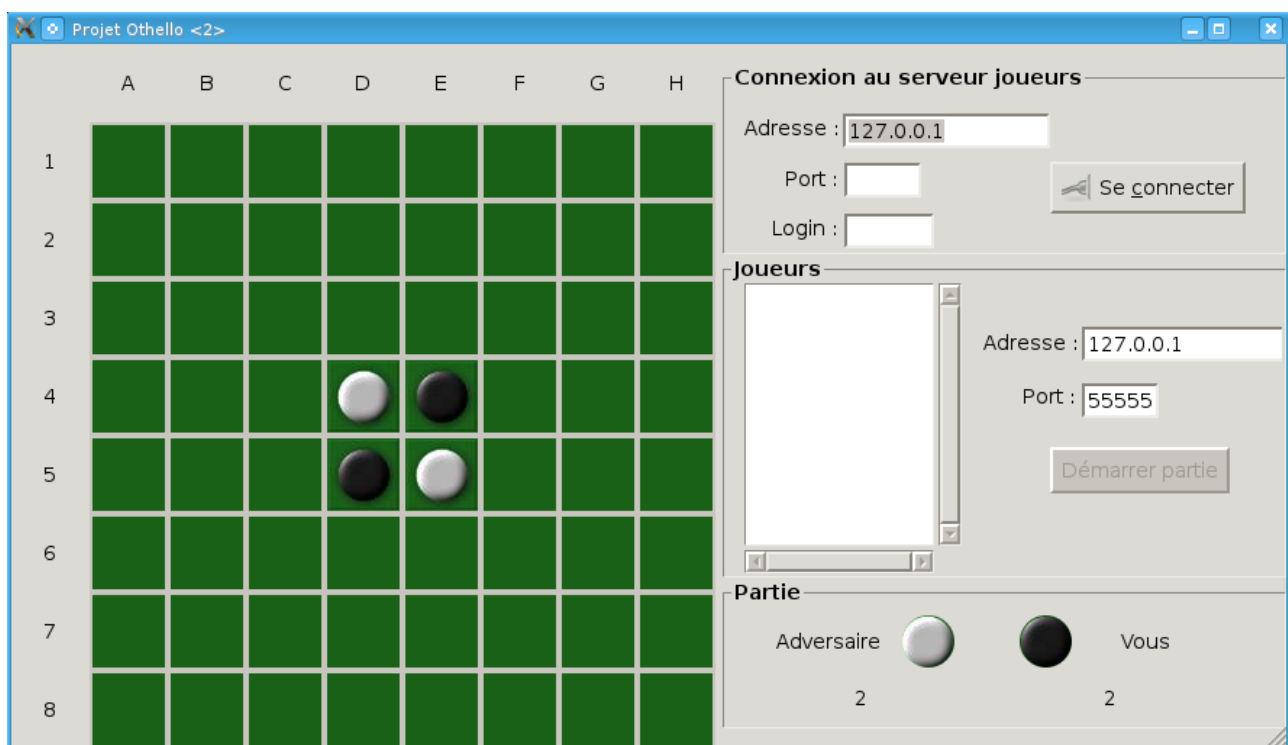 Projet Othello <2>
A B C D E F G H
1
2
3
4
5
6
7
8
Connexion au serveur joueurs
Adresse : 127.0.0.1
Port :
Se connecter
Login :
Joueurs
Adresse : 127.0.0.1
Port : 55555
Démarrer partie
Partie
Adversaire Vous
2 2